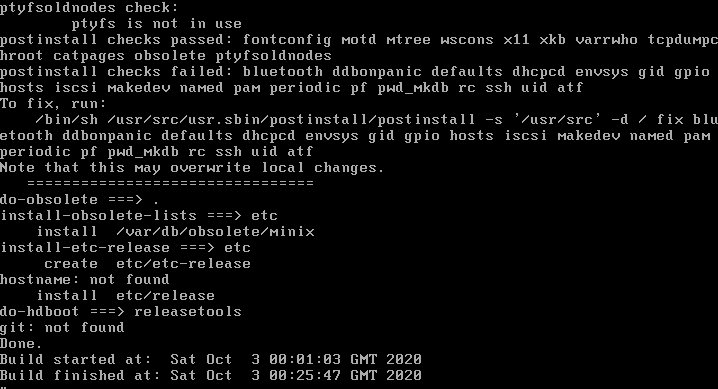 ptyfsoldnodes check:
        ptyfs is not in use
postinstall checks passed: fontconfig motd mtree wscons x11 xkb varrwho tcpdumpc
hroot catpages obsolete ptyfsoldnodes
postinstall checks failed: bluetooth ddbonpanic defaults dhcpcd envsys gid gpio
hosts iscsi makedev named pam periodic pf pwd_mkdb rc ssh uid atf
To fix, run:
    /bin/sh /usr/src/usr.sbin/postinstall/postinstall -s '/usr/src' -d / fix blu
etooth ddbonpanic defaults dhcpcd envsys gid gpio hosts iscsi makedev named pam
periodic pf pwd_mkdb rc ssh uid atf
Note that this may overwrite local changes.
   ================================
do-obsolete ===> .
install-obsolete-lists ===> etc
    install  /var/db/obsolete/minix
install-etc-release ===> etc
     create  etc/etc-release
hostname: not found
    install  etc/release
do-hdboot ===> releasetools
git: not found
Done.
Build started at:  Sat Oct  3 00:01:03 GMT 2020
Build finished at: Sat Oct  3 00:25:47 GMT 2020